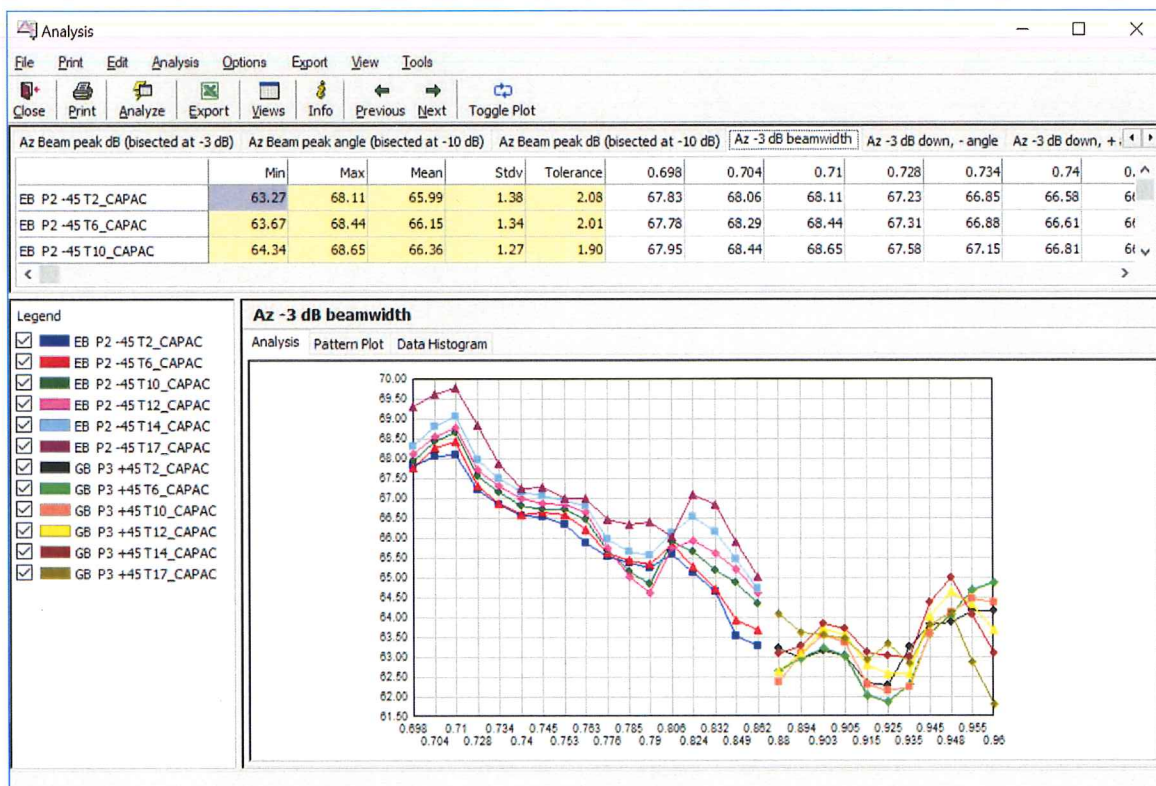 Analysis
File Print Edit Analysis Options Export View Tools
Close Print Analyze Export Views Info Previous Next Toggle Plot
Az Beam peak dB (bisected at -3 dB) Az Beam peak angle (bisected at -10 dB) Az Beam peak dB (bisected at -10 dB) Az -3 dB beamwidth Az -3 dB down, - angle Az -3 dB down, +
Min Max Mean Stdv Tolerance 0.698 0.704 0.71 0.728 0.734 0.74 0.
EB P2 -45 T2_CAPAC 63.27 68.11 65.99 1.38 2.08 67.83 68.06 68.11 67.23 66.85 66.58 66
EB P2 -45 T6_CAPAC 63.67 68.44 66.15 1.34 2.01 67.78 68.29 68.44 67.31 66.88 66.61 66
EB P2 -45 T10_CAPAC 64.34 68.65 66.36 1.27 1.90 67.95 68.44 68.65 67.58 67.15 66.81 66
Legend
EB P2 -45 T2_CAPAC
EB P2 -45 T6_CAPAC
EB P2 -45 T10_CAPAC
EB P2 -45 T12_CAPAC
EB P2 -45 T14_CAPAC
EB P2 -45 T17_CAPAC
GB P3 +45 T2_CAPAC
GB P3 +45 T6_CAPAC
GB P3 +45 T10_CAPAC
GB P3 +45 T12_CAPAC
GB P3 +45 T14_CAPAC
GB P3 +45 T17_CAPAC
Az -3 dB beamwidth
Analysis Pattern Plot Data Histogram
70.00
69.50
69.00
68.50
68.00
67.50
67.00
66.50
66.00
65.50
65.00
64.50
64.00
63.50
63.00
62.50
62.00
61.50
0.698 0.71 0.734 0.745 0.763 0.785 0.806 0.832 0.862 0.894 0.905 0.925 0.945 0.955
0.704 0.728 0.74 0.753 0.776 0.79 0.824 0.849 0.88 0.903 0.915 0.935 0.948 0.96